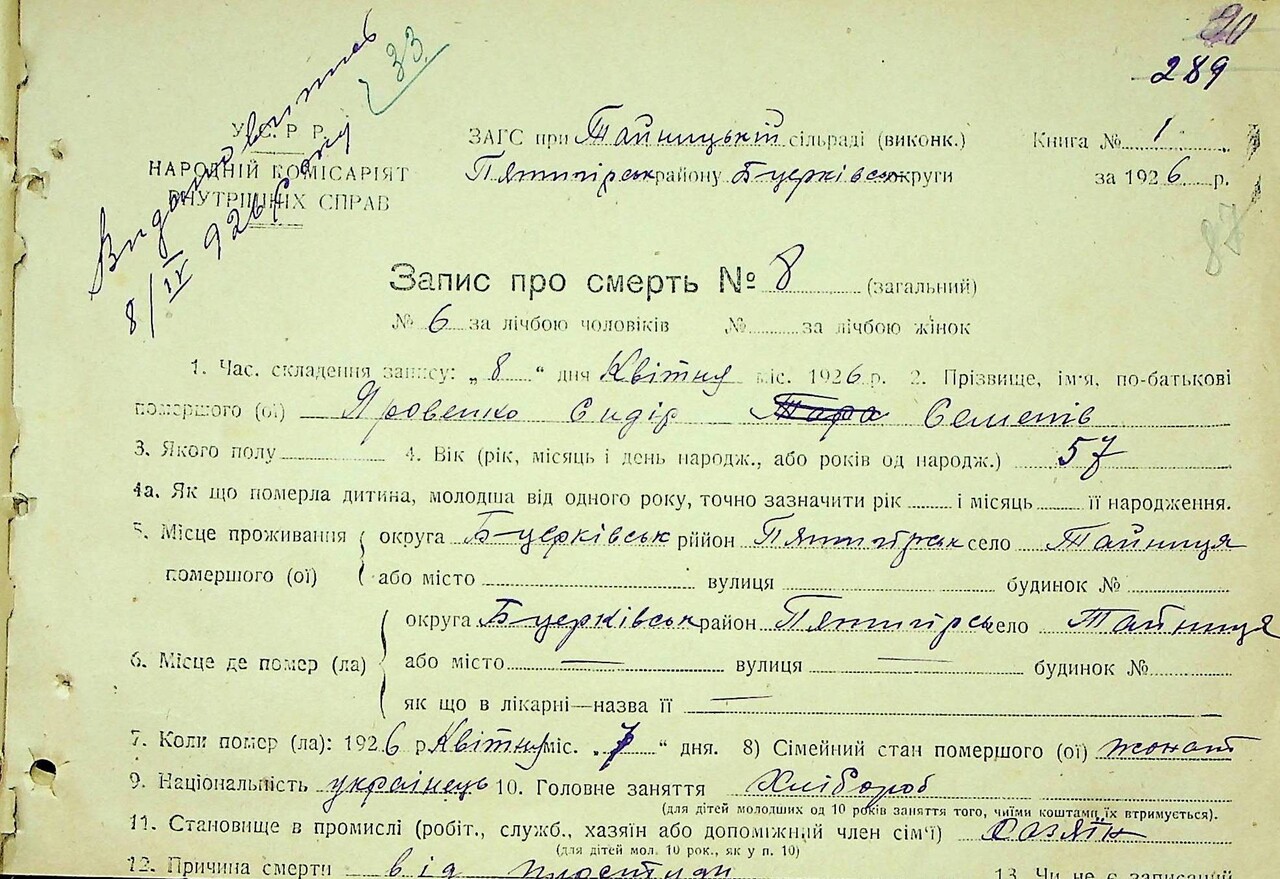 20
289
33
Видано витись
8/IV 926 року
У. С. Р. Р.
НАРОДНІЙ КОМІСАРІЯТ
ВНУТРІШНІХ СПРАВ
ЗАГС при Тайницькій сільраді (виконк.)
Пятигірськ району Б-церківськ округи
Книга № 1
за 1926 р.
87
Запис про смерть № 8 (загальний)
№ 6 за лічбою чоловіків № за лічбою жінок
1. Час. складення запису: „8“ дня Квітня міс. 1926 р. 2. Прізвище, ім'я, по-батькові
помершого (ої) Яровенко Сидір Семенів
3. Якого полу 4. Вік (рік, місяць і день народж., або років од народж.) 57
4а. Як що померла дитина, молодша від одного року, точно зазначити рік і місяць її народження.
5. Місце проживання округа Б-церківськ рйион Пятигірськ село Тайниця
помершого (ої) або місто вулиця будинок №
округа Б-церківськ район Пятигірськ село Тайниця
6. Місце де помер (ла) або місто — вулиця — будинок №
як що в лікарні—назва її —
7. Коли помер (ла): 1926 р. Квітня міс. „7“ дня. 8) Сімейний стан помершого (ої) жонат
9. Національність українець 10. Головне заняття Хлібороб
(для дітей молодших од 10 років заняття того, чиїми коштами їх втримується).
11. Становище в промислі (робіт., служб., хазяїн або допоміжний член сім'ї) Хазяїн
(для дітей мол. 10 рок., як у п. 10)
12. Причина смерти від простуди 13. Чи не є записаний